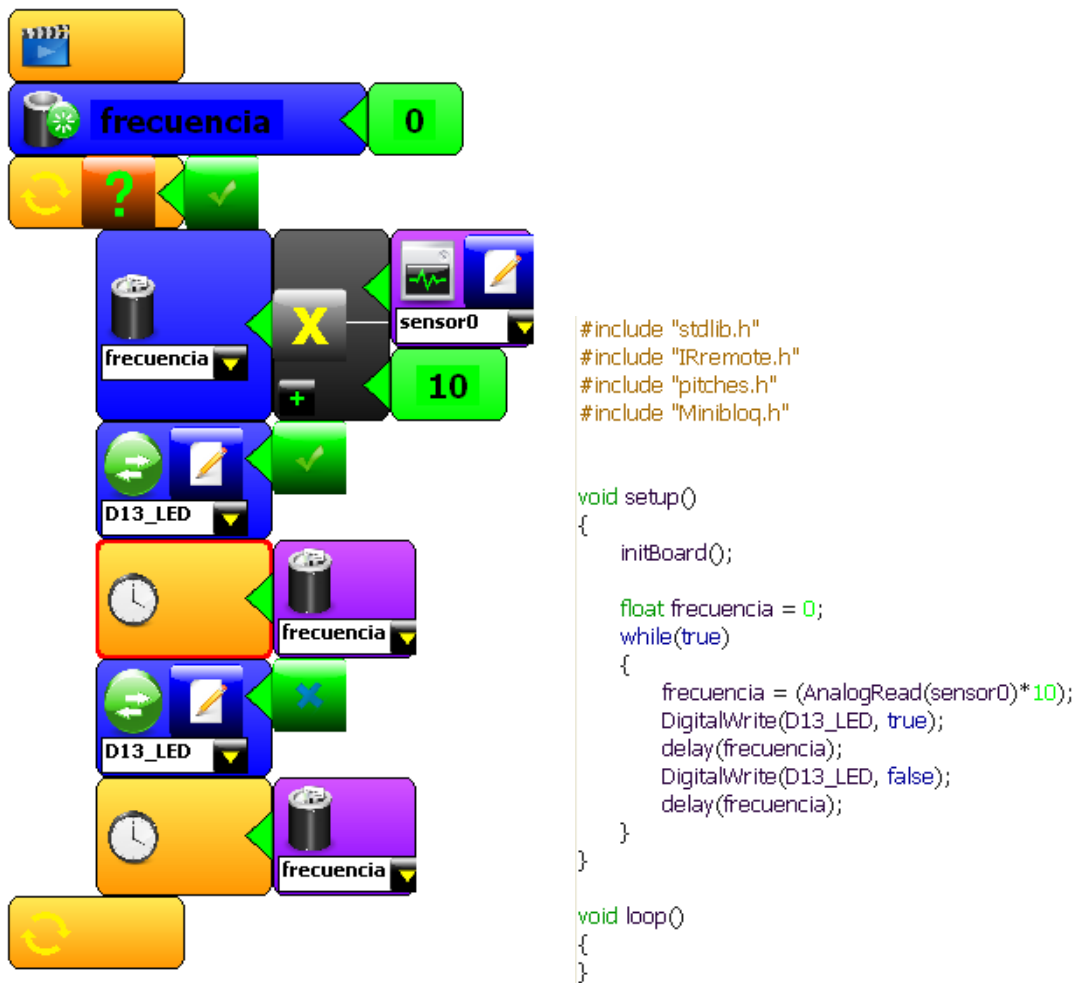 frecuencia 0
?
X
sensor0
frecuencia
+
10
D13_LED
frecuencia
D13_LED
frecuencia
#include "stdlib.h"
#include "IRremote.h"
#include "pitches.h"
#include "Minibloq.h"
void setup()
{
initBoard();
float frecuencia = 0;
while(true)
{
frecuencia = (AnalogRead(sensor0)*10);
DigitalWrite(D13_LED, true);
delay(frecuencia);
DigitalWrite(D13_LED, false);
delay(frecuencia);
}
}
void loop()
{
}